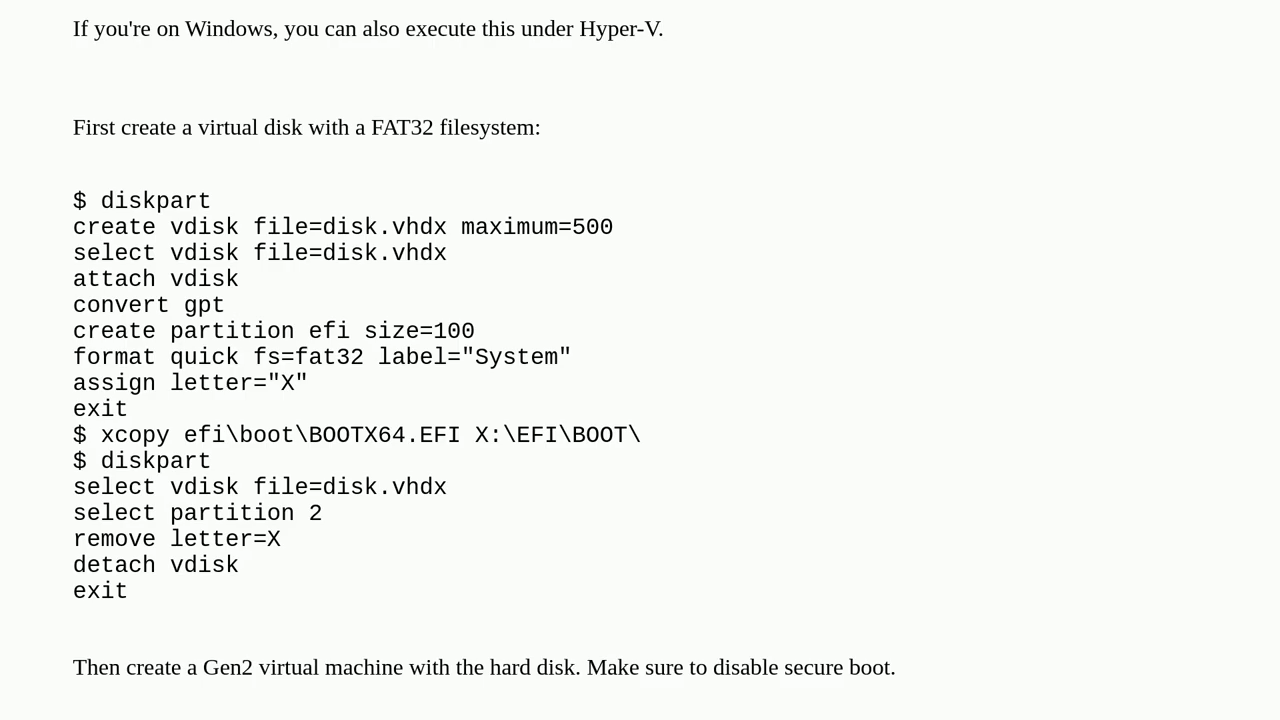 If you're on Windows, you can also execute this under Hyper-V.
First create a virtual disk with a FAT32 filesystem:
$ diskpart
create vdisk file=disk.vhdx maximum=500
select vdisk file=disk.vhdx
attach vdisk
convert gpt
create partition efi size=100
format quick fs=fat32 label="System"
assign letter="X"
exit
$ xcopy efi\boot\BOOTX64.EFI X:\EFI\BOOT\
$ diskpart
select vdisk file=disk.vhdx
select partition 2
remove letter=X
detach vdisk
exit
Then create a Gen2 virtual machine with the hard disk. Make sure to disable secure boot.